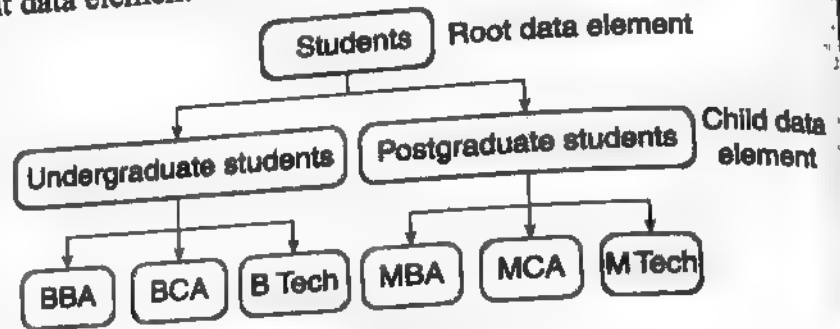 t data element
Students
Root data element
Undergraduate students
Postgraduate students
Child data
element
BBA
BCA
B Tech
MBA
MCA
M Tech